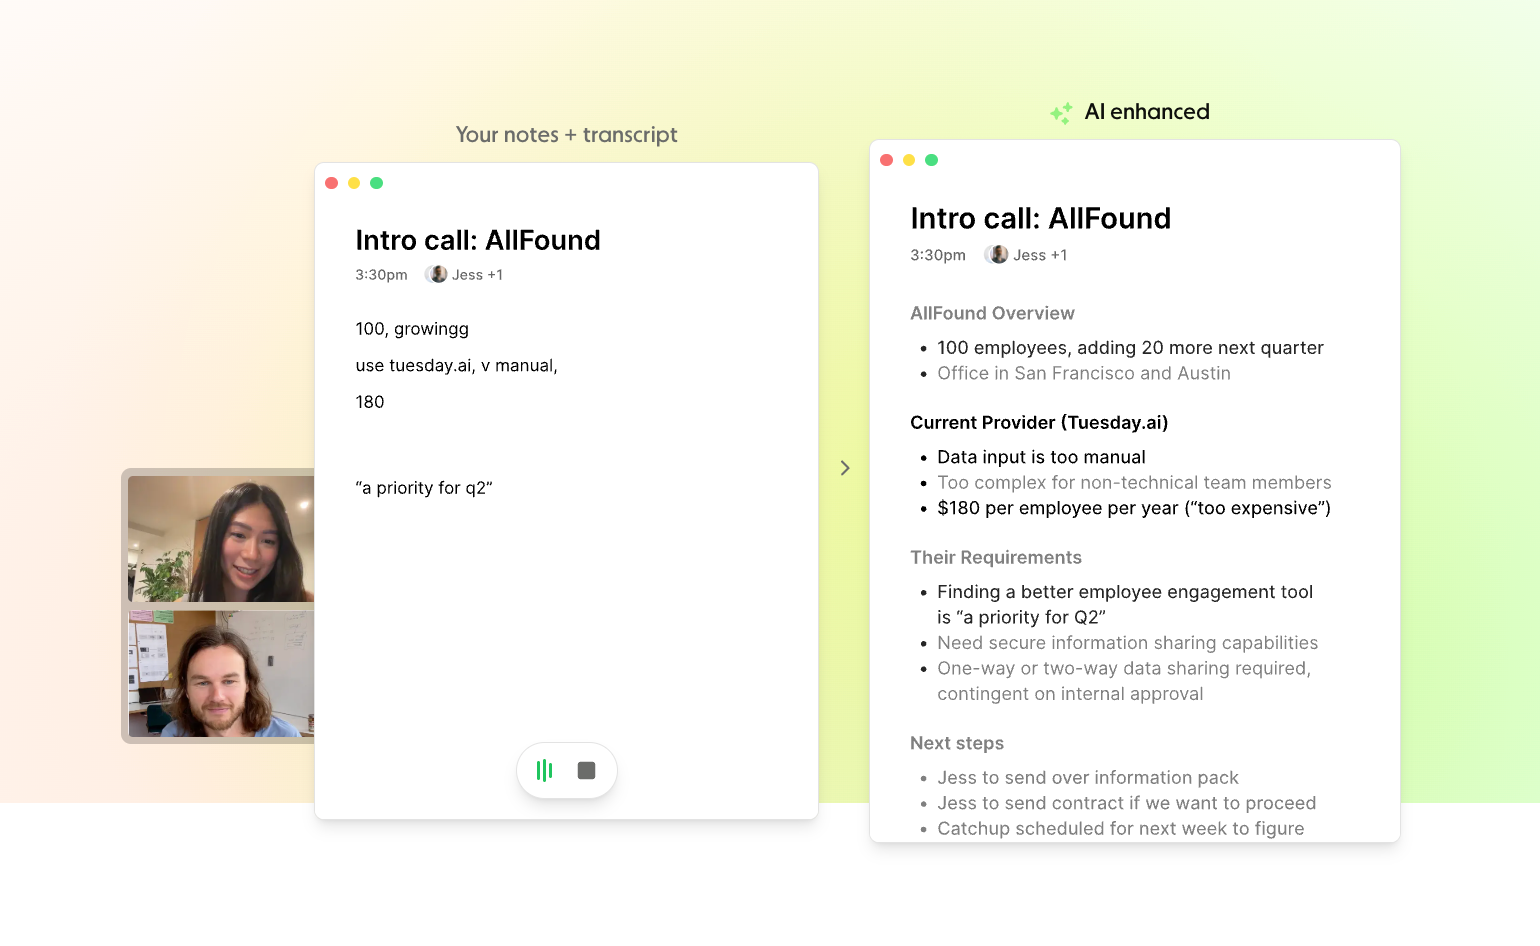 Your notes + transcript
Intro call: AllFound
3:30pm Jess +1
100, growingg
use tuesday.ai, v manual,
180
“a priority for q2”
AI enhanced
Intro call: AllFound
3:30pm Jess +1
AllFound Overview
• 100 employees, adding 20 more next quarter
• Office in San Francisco and Austin
Current Provider (Tuesday.ai)
• Data input is too manual
• Too complex for non-technical team members
• $180 per employee per year (“too expensive”)
Their Requirements
• Finding a better employee engagement tool
is “a priority for Q2”
• Need secure information sharing capabilities
• One-way or two-way data sharing required,
contingent on internal approval
Next steps
• Jess to send over information pack
• Jess to send contract if we want to proceed
• Catchup scheduled for next week to figure